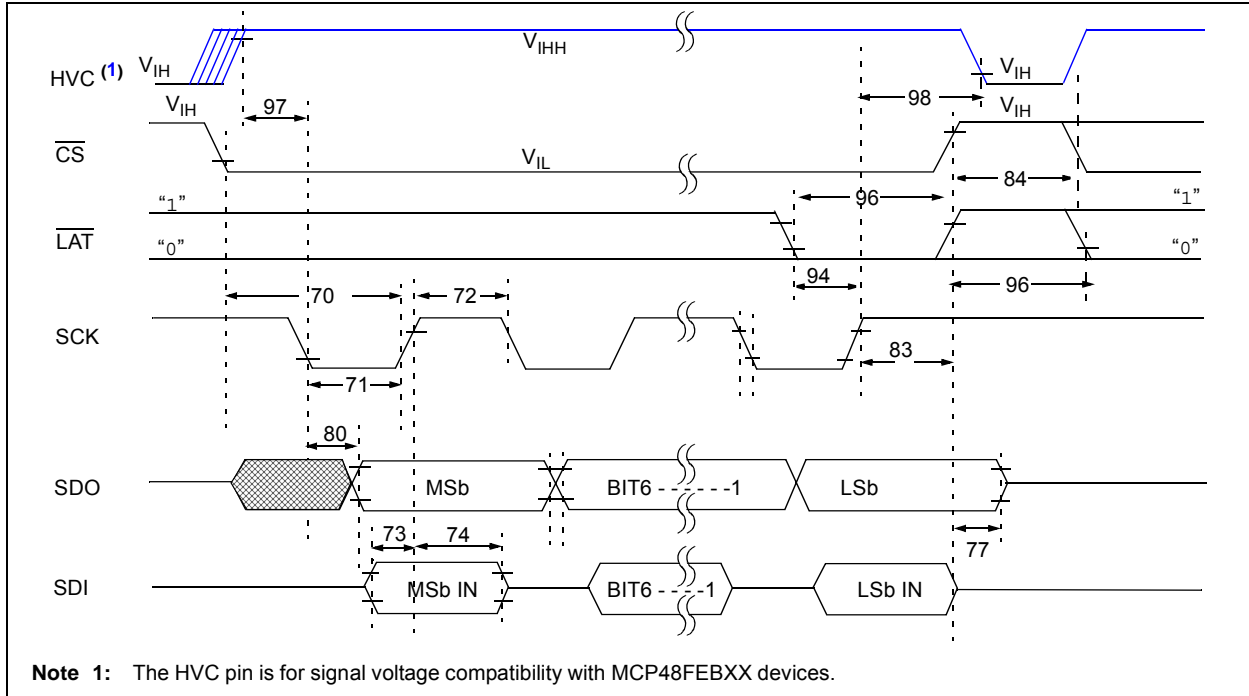 HVC (1)
VIH
VIHH
VIH
97
98
VIH
VIH
CS
VIL
84
"1"
96
"1"
LAT
"0"
"0"
94
96
70
72
SCK
83
71
80
SDO
MSb
BIT6 - - - - - - -1
LSb
73
74
77
SDI
MSb IN
BIT6 - - - - -1
LSb IN
Note 1: The HVC pin is for signal voltage compatibility with MCP48FEBXX devices.